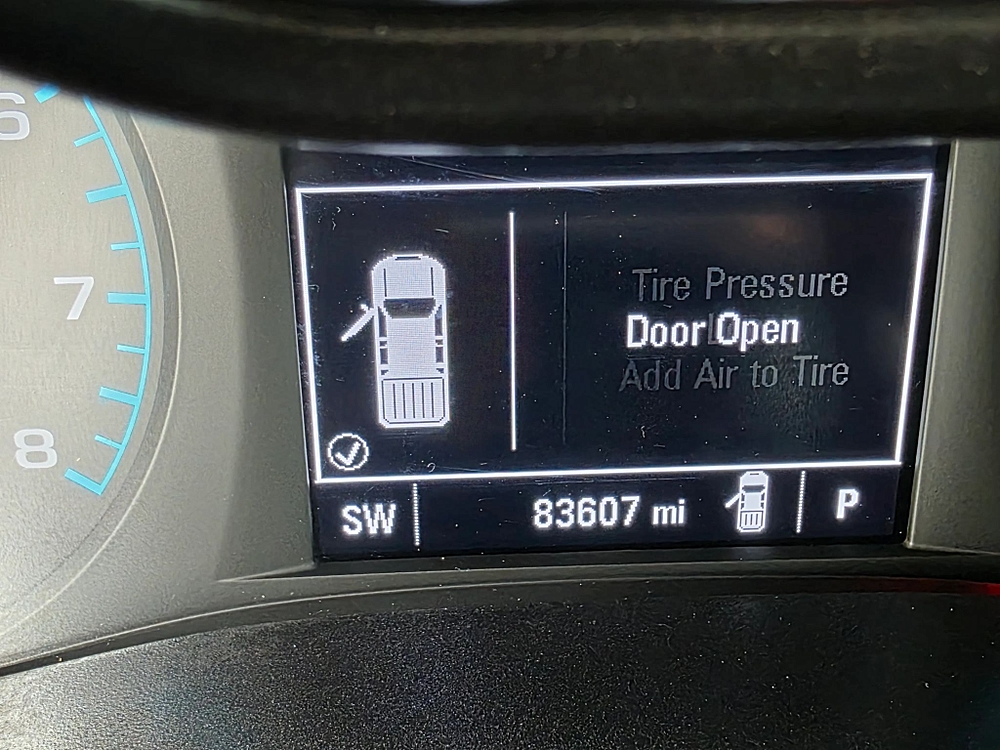 6
7
8
Tire Pressure
Door Open
Add Air to Tire
SW
83607 mi
P